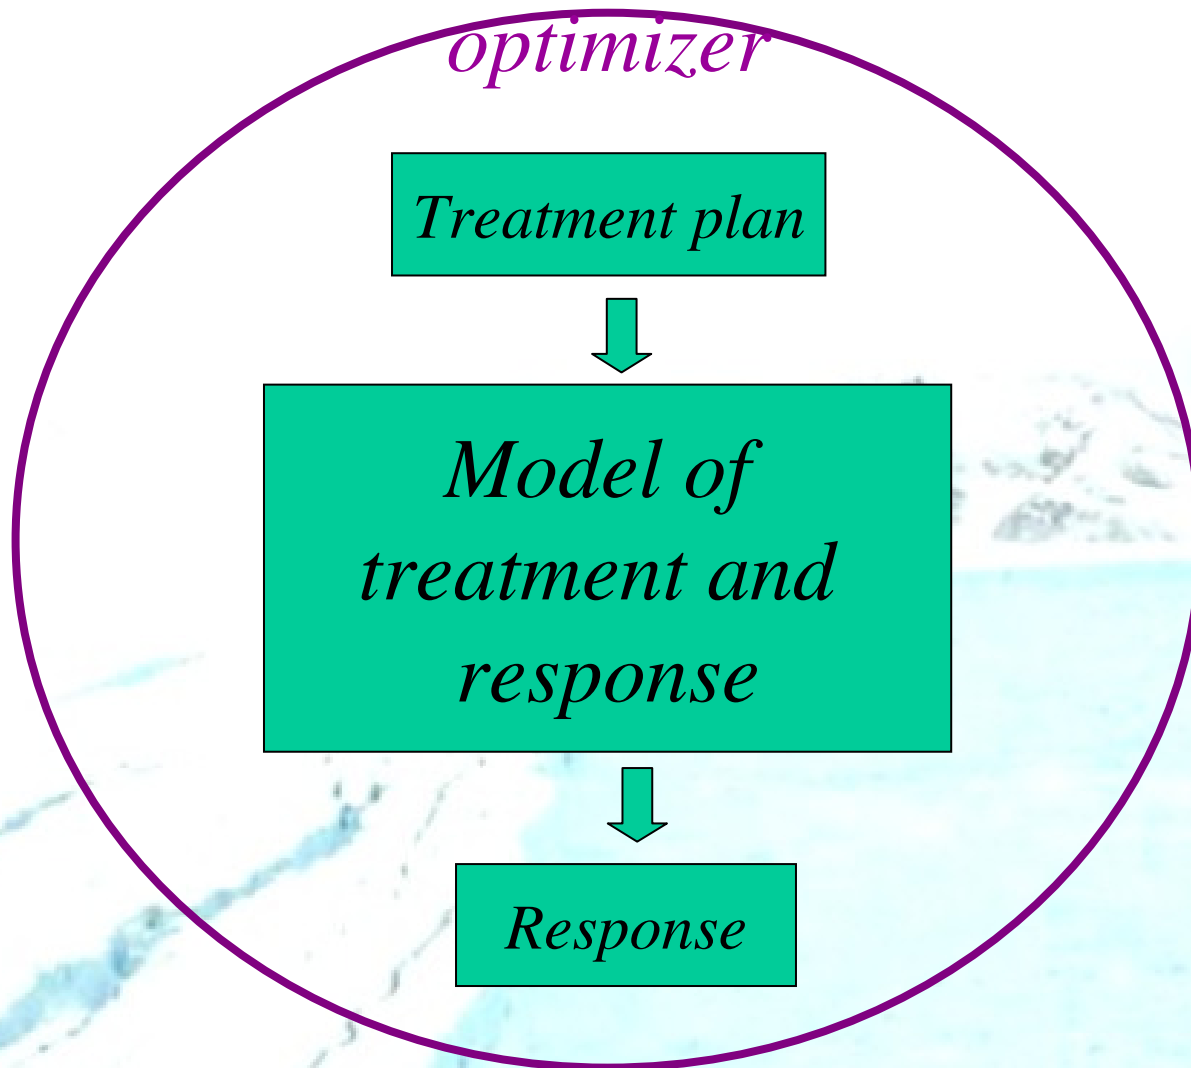 optimizer
Treatment plan
Model of
treatment and
response
Response